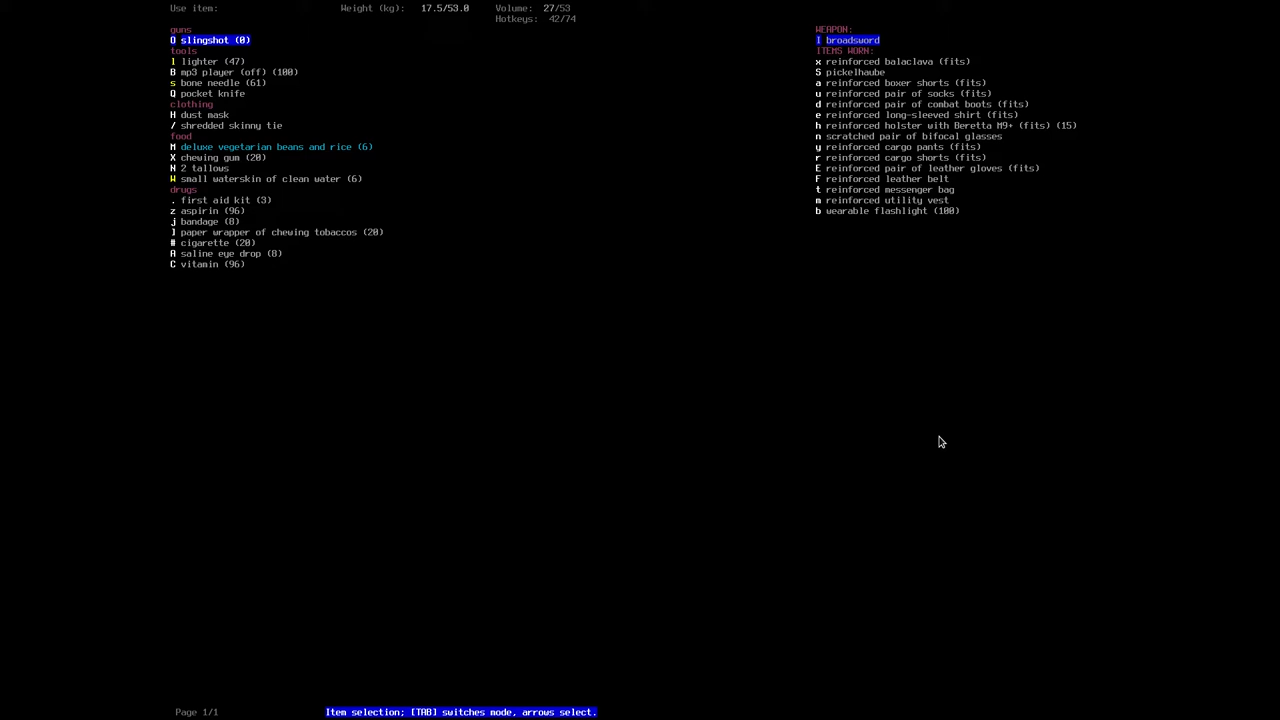 Use item:
Weight (kg): 17.5/53.0
Volume: 27/53
Hotkeys: 42/74
guns
O slingshot (0)
tools
l lighter (47)
B mp3 player (off) (100)
s bone needle (61)
Q pocket knife
clothing
H dust mask
/ shredded skinny tie
food
M deluxe vegetarian beans and rice (6)
X chewing gum (20)
N 2 tallows
W small waterskin of clean water (6)
drugs
. first aid kit (3)
z aspirin (96)
j bandage (8)
] paper wrapper of chewing tobaccos (20)
# cigarette (20)
A saline eye drop (8)
C vitamin (96)
WEAPON:
I broadsword
ITEMS WORN:
x reinforced balaclava (fits)
S pickelhaube
a reinforced boxer shorts (fits)
u reinforced pair of socks (fits)
d reinforced pair of combat boots (fits)
e reinforced long-sleeved shirt (fits)
h reinforced holster with Beretta M9+ (fits) (15)
n scratched pair of bifocal glasses
y reinforced cargo pants (fits)
r reinforced cargo shorts (fits)
E reinforced pair of leather gloves (fits)
F reinforced leather belt
t reinforced messenger bag
m reinforced utility vest
b wearable flashlight (100)
Page 1/1
Item selection; [TAB] switches mode, arrows select.